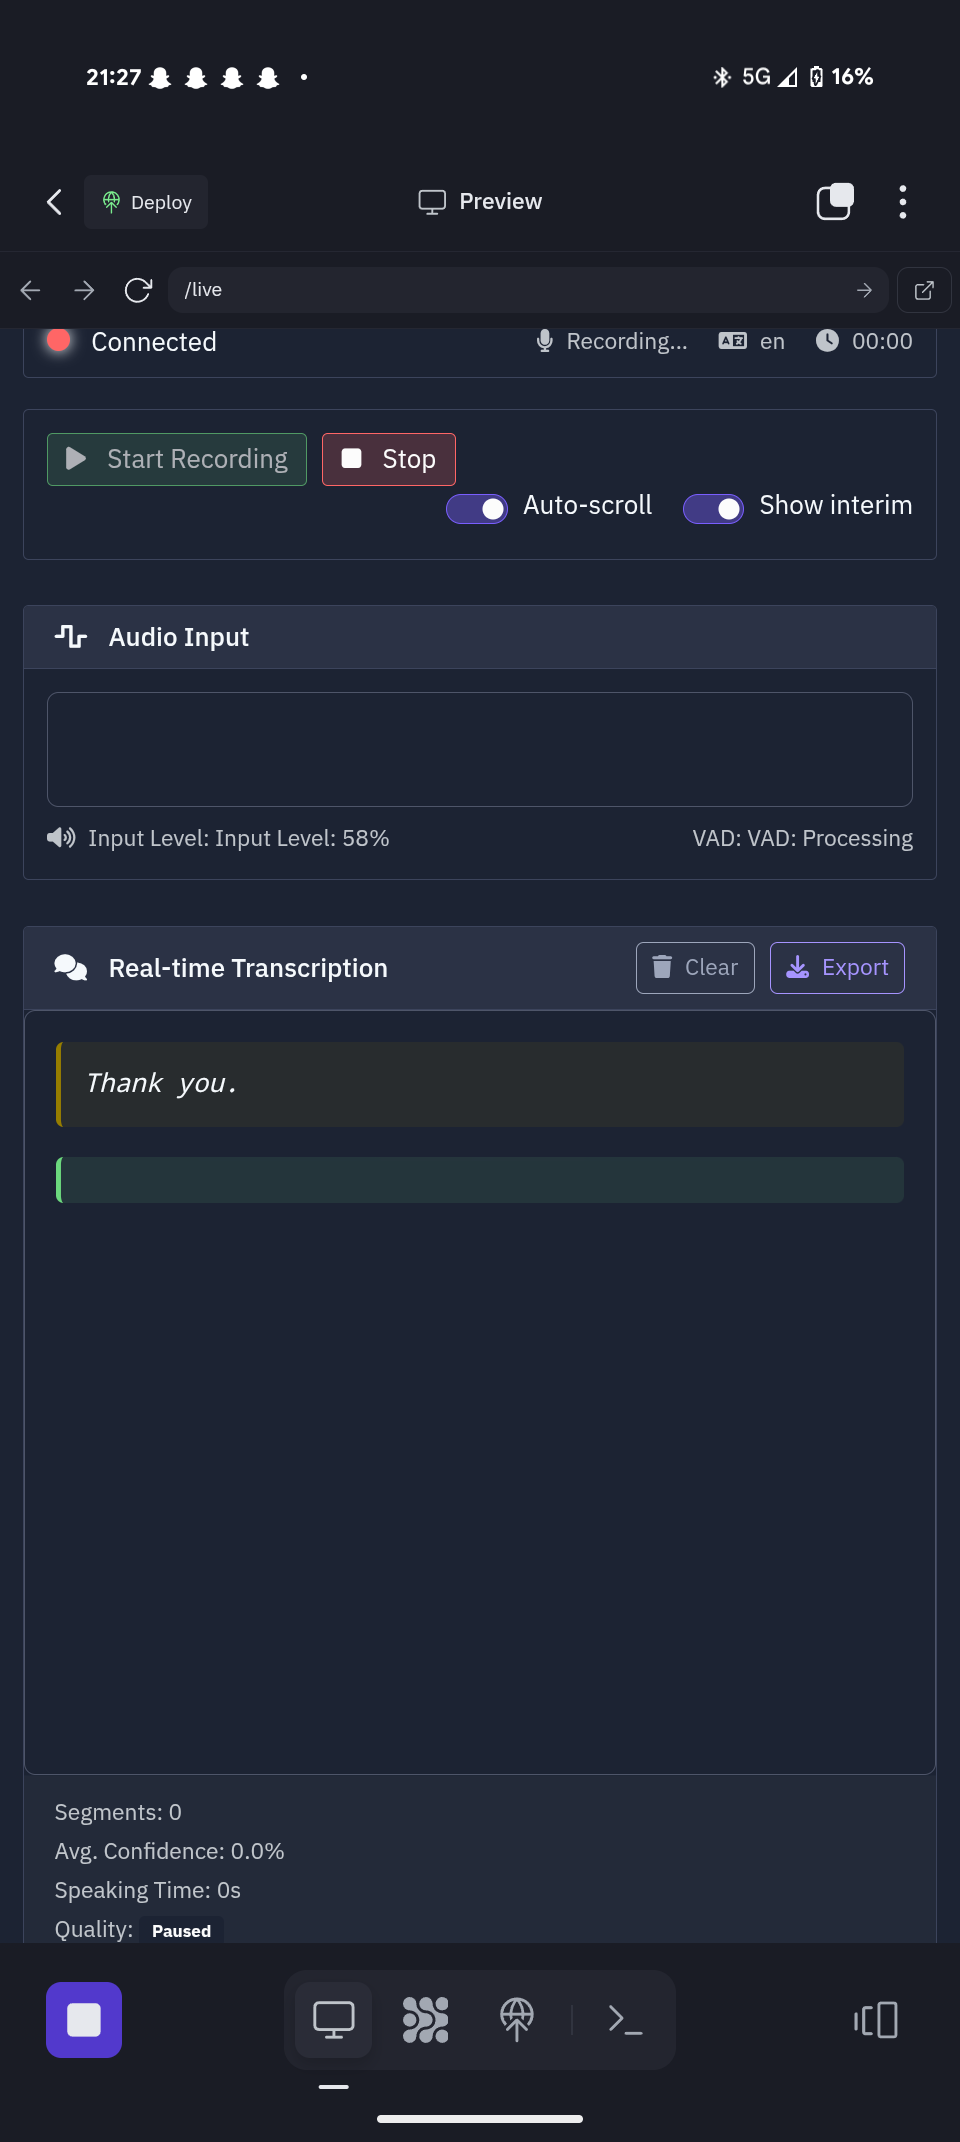 21:27
5G 16%
Deploy
Preview
/live
Connected
Recording...
en
00:00
Start Recording
Stop
Auto-scroll
Show interim
Audio Input
Input Level: Input Level: 58%
VAD: VAD: Processing
Real-time Transcription
Clear
Export
Thank you.
Segments: 0
Avg. Confidence: 0.0%
Speaking Time: 0s
Quality: Paused